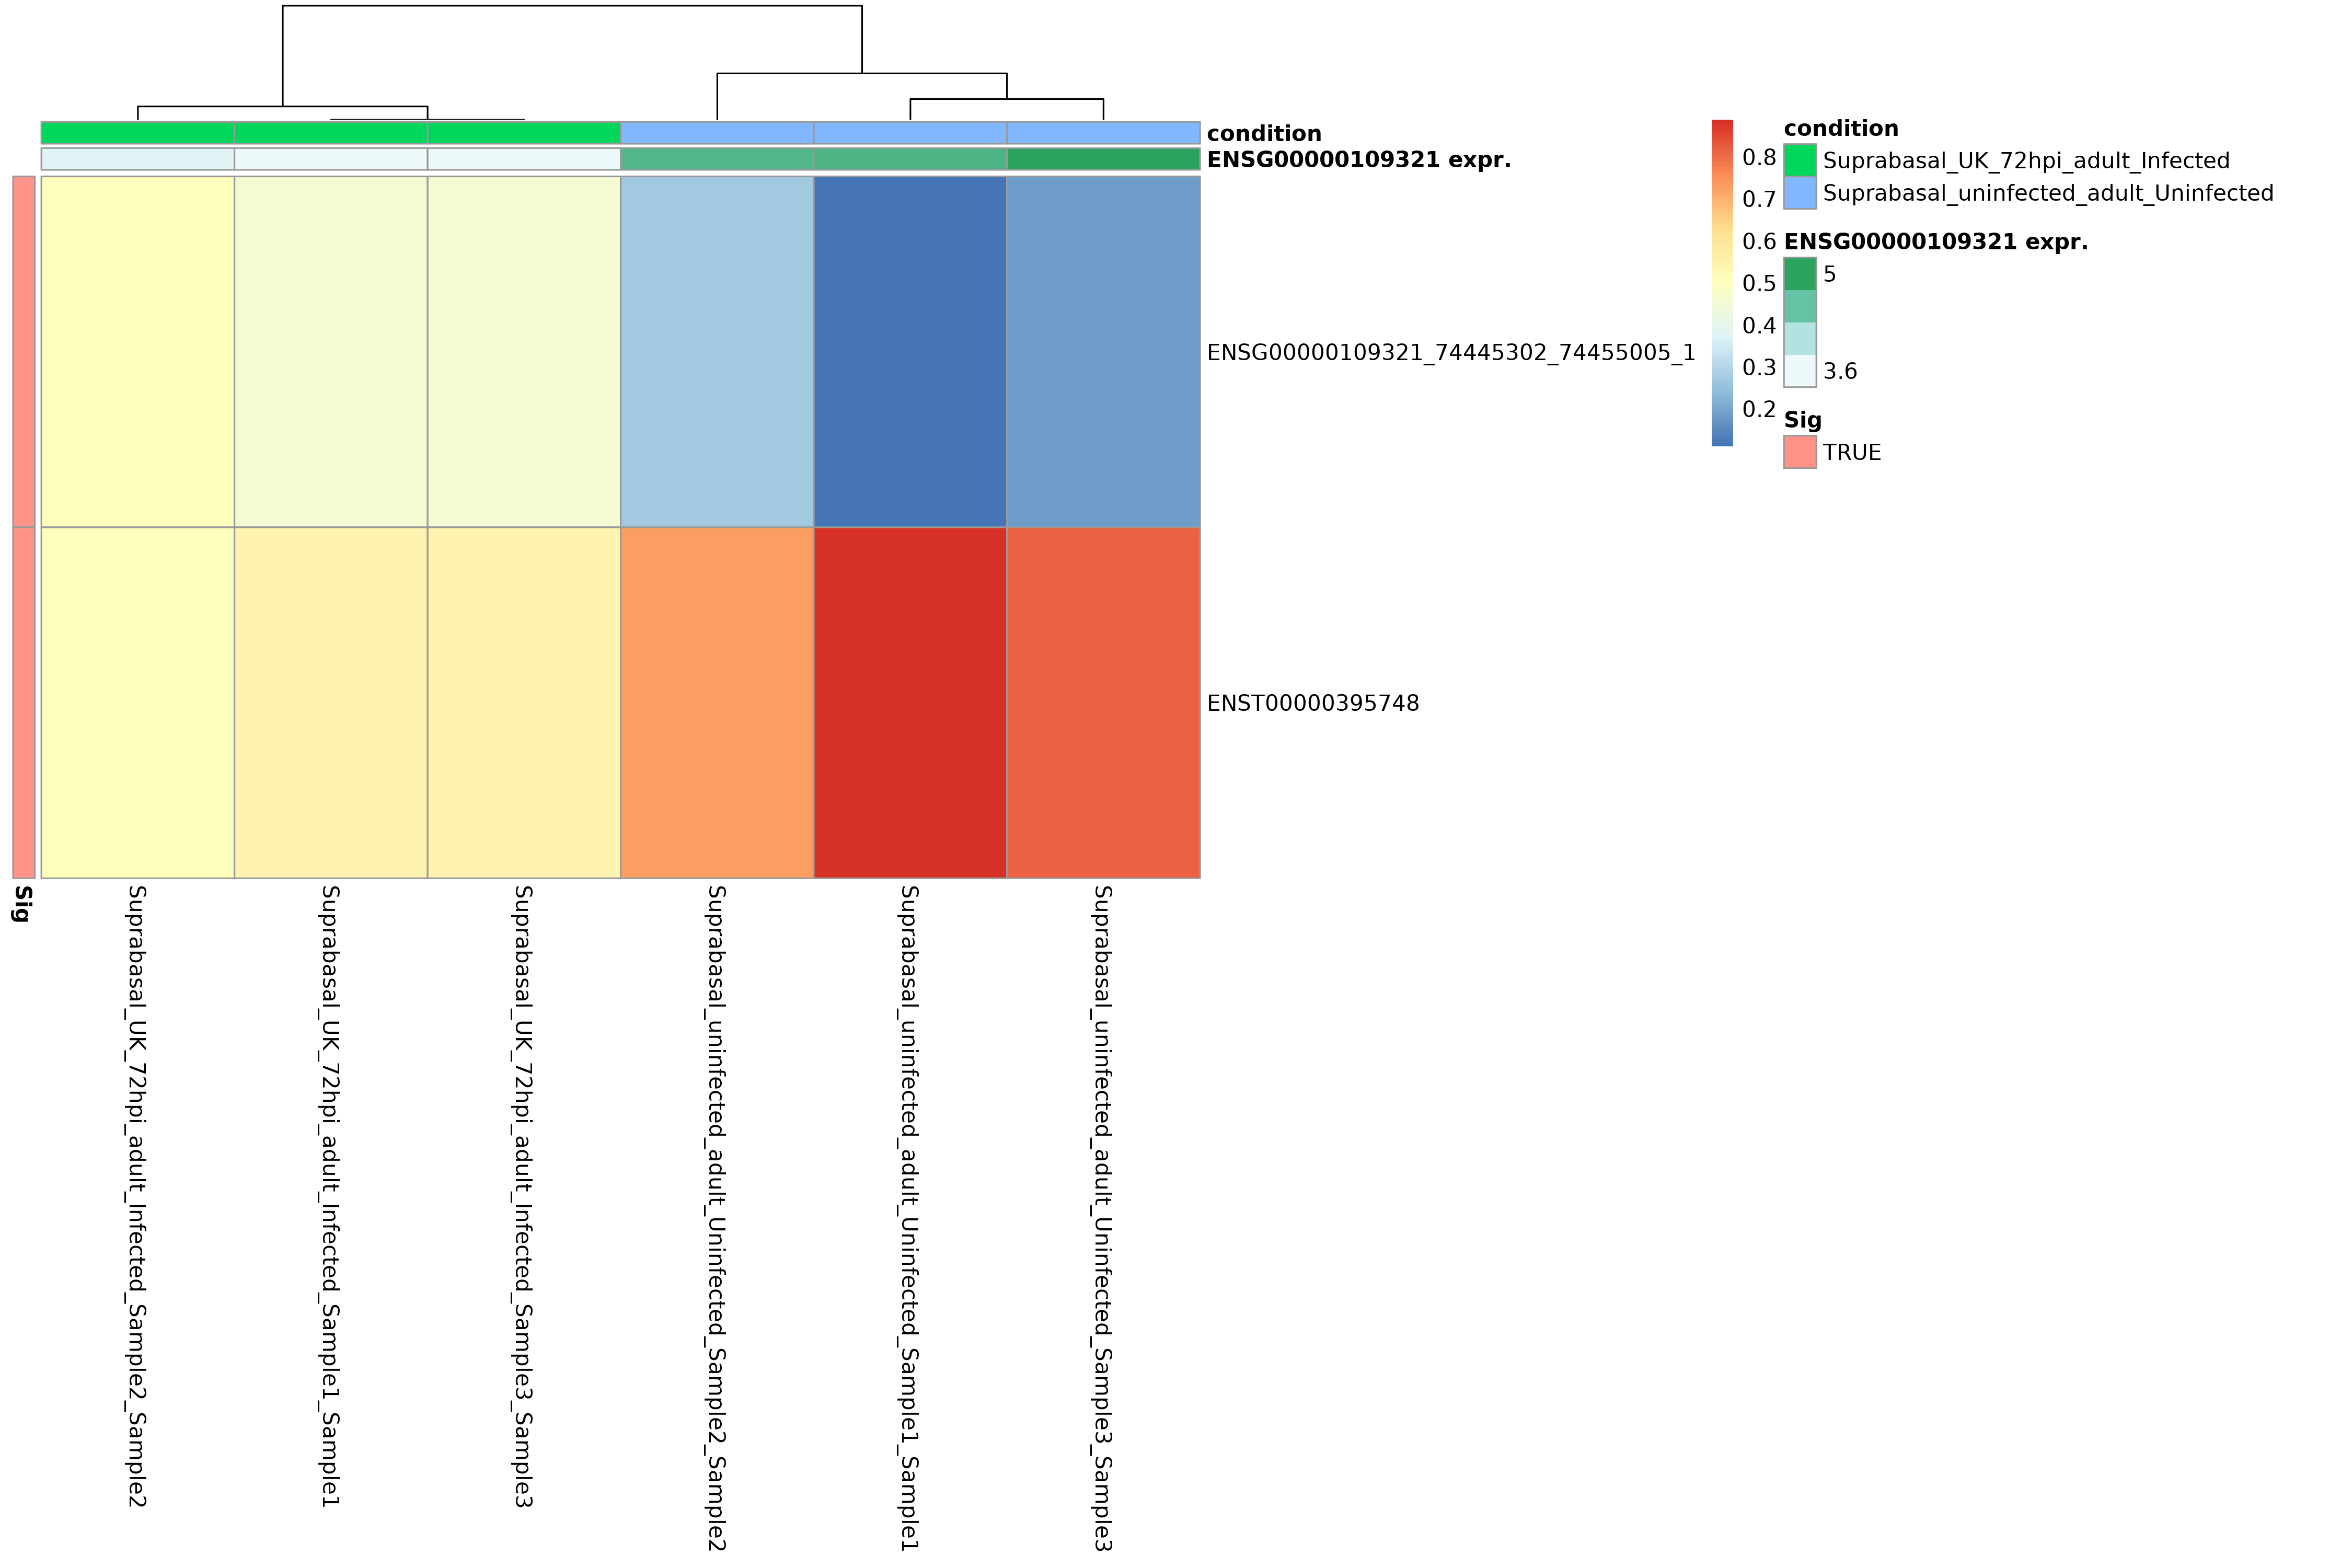 condition
ENSG00000109321 expr.
ENSG00000109321_74445302_74455005_1
ENST00000395748
0.8
0.7
0.6
0.5
0.4
0.3
0.2
condition
Suprabasal_UK_72hpi_adult_Infected
Suprabasal_uninfected_adult_Uninfected
ENSG00000109321 expr.
5
3.6
Sig
TRUE
Sig
Suprabasal_UK_72hpi_adult_Infected_Sample2_Sample2
Suprabasal_UK_72hpi_adult_Infected_Sample1_Sample1
Suprabasal_UK_72hpi_adult_Infected_Sample3_Sample3
Suprabasal_uninfected_adult_Uninfected_Sample2_Sample2
Suprabasal_uninfected_adult_Uninfected_Sample1_Sample1
Suprabasal_uninfected_adult_Uninfected_Sample3_Sample3